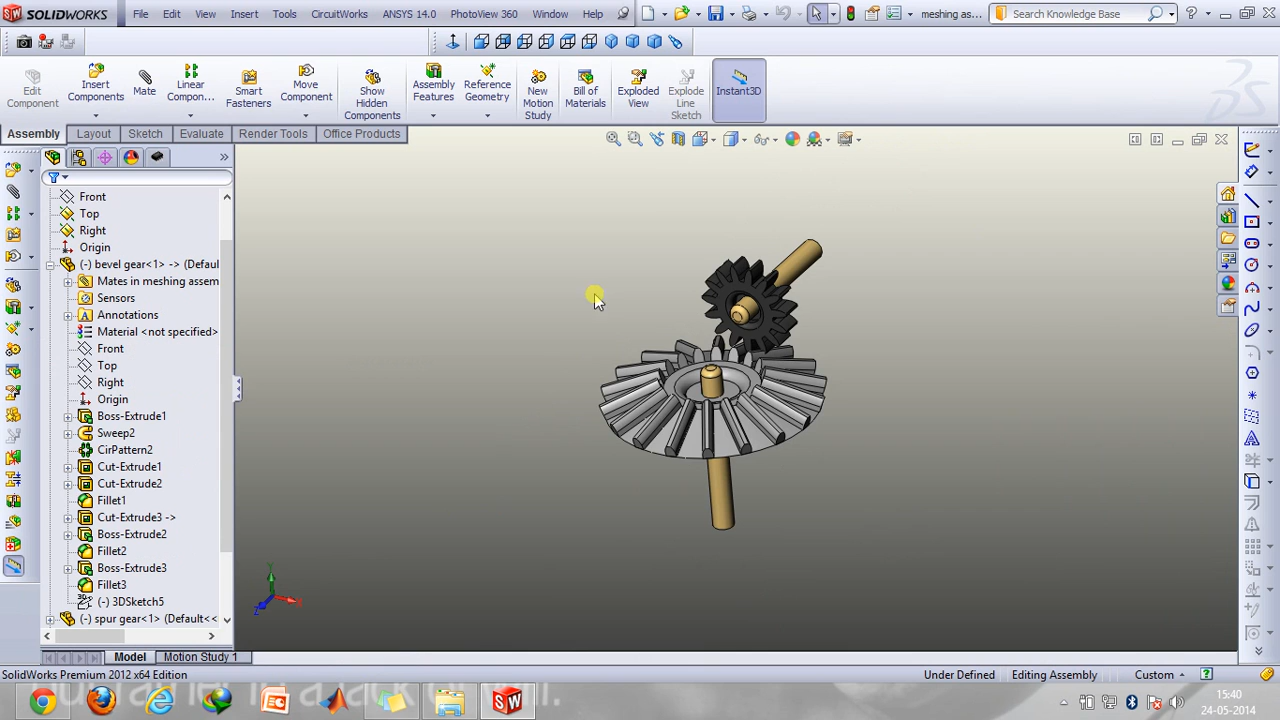 SOLIDWORKS File Edit View Insert Tools CircuitWorks ANSYS 14.0 PhotoView 360 Window Help meshing as... Search Knowledge Base
Edit Component
Insert Components
Mate
Linear Compon...
Smart Fasteners
Move Component
Show Hidden Components
Assembly Features
Reference Geometry
New Motion Study
Bill of Materials
Exploded View
Explode Line Sketch
Instant3D
Assembly Layout Sketch Evaluate Render Tools Office Products
Front
Top
Right
Origin
(-) bevel gear<1> -> (Defaul
Mates in meshing assem
Sensors
Annotations
Material <not specified>
Front
Top
Right
Origin
Boss-Extrude1
Sweep2
CirPattern2
Cut-Extrude1
Cut-Extrude2
Fillet1
Cut-Extrude3 ->
Boss-Extrude2
Fillet2
Boss-Extrude3
Fillet3
(-) 3DSketch5
(-) spur gear<1> (Default<<
Model Motion Study 1
SolidWorks Premium 2012 x64 Edition Under Defined Editing Assembly Custom
15:40
24-05-2014